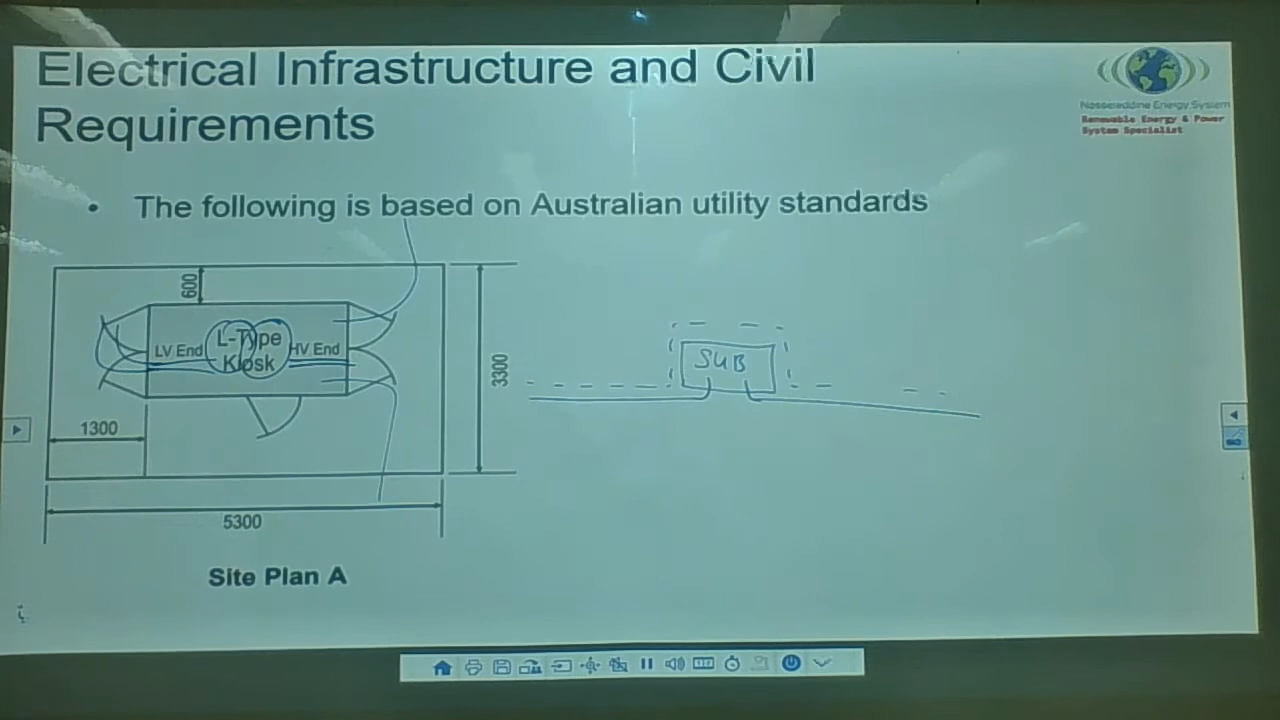 Electrical Infrastructure and Civil
Requirements
Nosseieddine Energy System
Renewable Energy & Power
System Specialist
• The following is based on Australian utility standards
600
L-Type
LV End
HV End
Kiosk
3300
1300
5300
Site Plan A
SUB